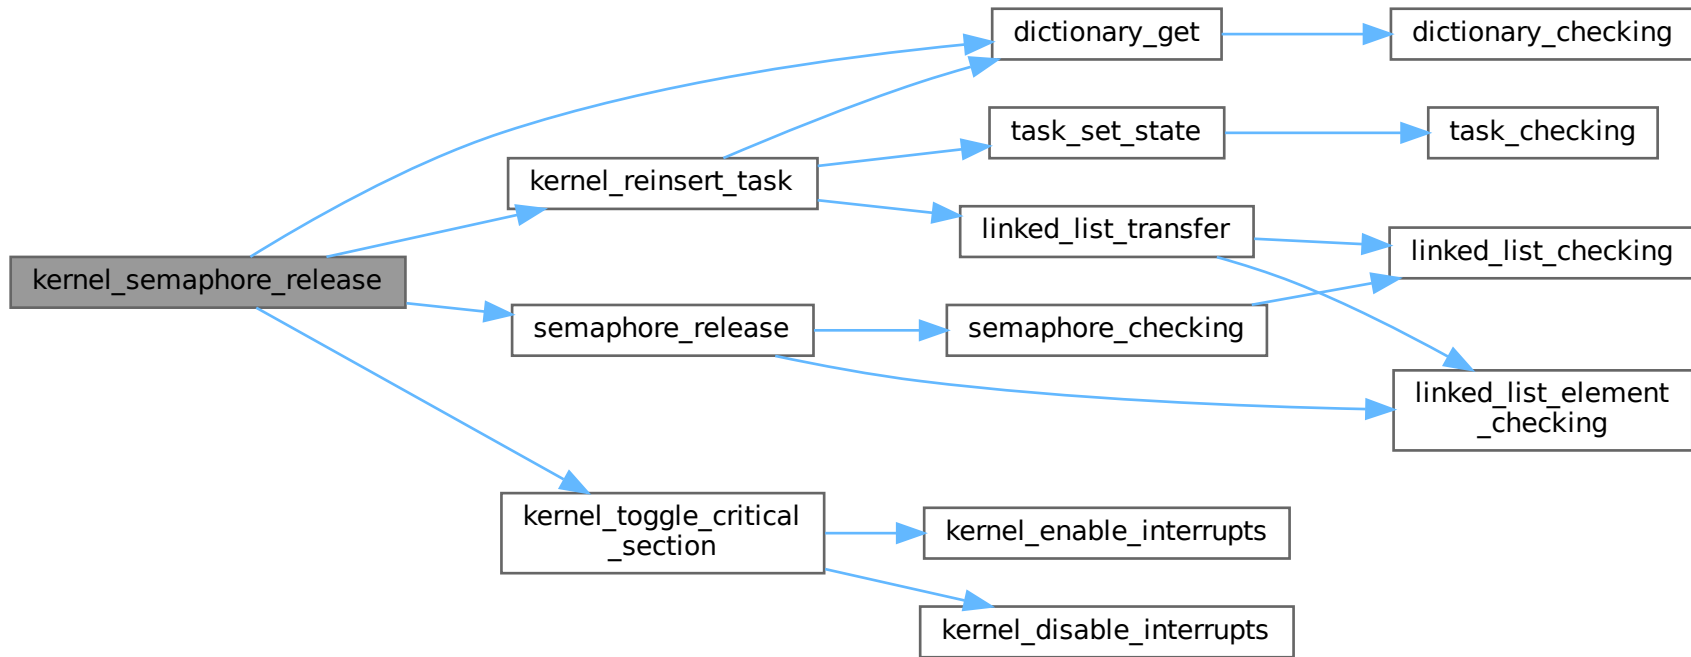 dictionary_get
dictionary_checking
task_set_state
task_checking
kernel_reinsert_task
linked_list_transfer
linked_list_checking
kernel_semaphore_release
semaphore_release
semaphore_checking
linked_list_element
_checking
kernel_toggle_critical
_section
kernel_enable_interrupts
kernel_disable_interrupts